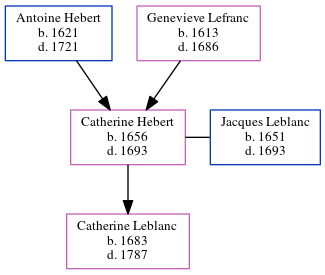 Antoine Hebert
b. 1621
d. 1721
Genevieve Lefranc
b. 1613
d. 1686
Catherine Hebert
b. 1656
d. 1693
Jacques Leblanc
b. 1651
d. 1693
Catherine Leblanc
b. 1683
d. 1787